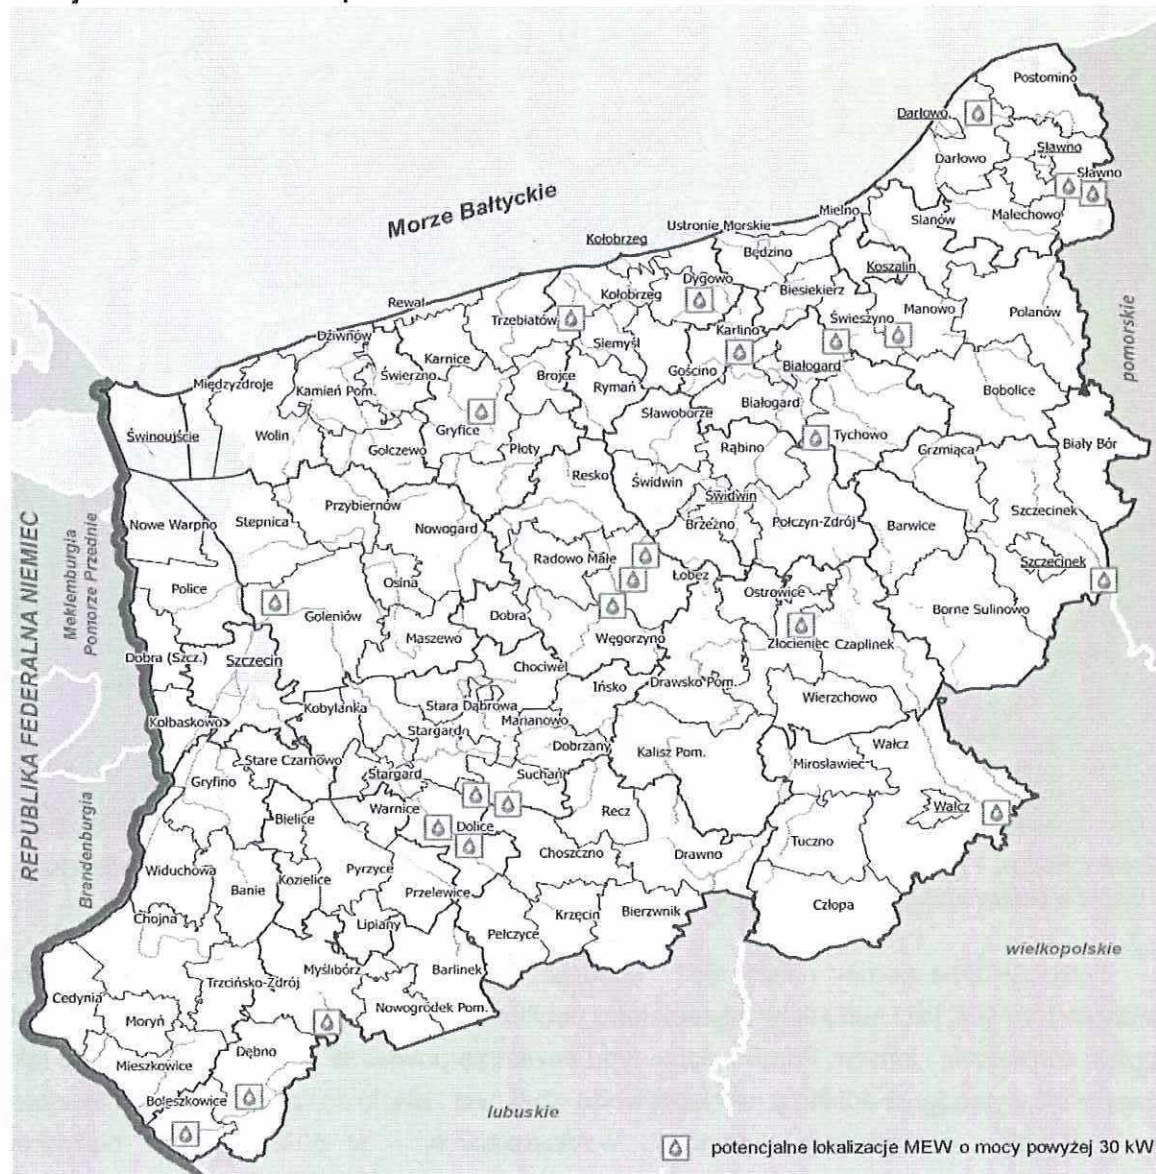 Postomino
Darłowo
Sławno
Darłowo
Sławno
Morze Bałtyckie
Mielno
Malechowo
Ustronie Morskie
Sianów
Kołobrzeg
Będzino
Koszalin
Dygowo
Kołobrzeg
Biesiekierz
Rewal
Manowo
Polanów
Trzebiatów
Świeszyno
Dźwinów
Karlino
Siemyśl
Karnice
Białogard
Gościno
Świerzno
Brojce
Międzyzdroje
Rymań
Kamień Pom.
Bobolice
Białogard
Sławoborze
Świnoujście
Wolin
Gryfice
Tychowo
Biały Bór
Gołczewo
Płoty
Rąbino
Grzmiąca
Resko
Świdwin
Świdwin
Przybiernów
Szczecinek
Nowe Warpno
Stepnica
Nowogard
Brzeżno
Połczyn-Zdrój
Barwice
Radowo Małe
Szczecinek
Łobez
Osina
Police
Ostrowice
Borne Sulinowo
Goleniów
Dobra
Maszewo
Węgorzyno
Złocieniec
Czaplinek
Dobra (Szcz.)
Szczecin
Chociwel
Ińsko
Drawsko Pom.
Wierzchowo
Stara Dąbrowa
Kobylanka
Marianowo
Kołbaskowo
Stargard
Dobrzany
Kalisz Pom.
Wałcz
Stare Czarnowo
Mirosławiec
Gryfino
Stargard
Suchań
Warnice
Recz
Wałcz
Bielice
Dolice
Tuczno
Choszczno
Drawno
Widuchowa
Pyrzyce
Banie
Kozielice
Przelewice
Człopa
Krzęcin
Bierzwnik
Chojna
Lipiany
Pełczyce
Myślibórz
Barlinek
Trzcińsko-Zdrój
Cedynia
Nowogródek Pom.
Moryń
Dębno
Mieszkowice
Boleszkowice
REPUBLIKA FEDERALNA NIEMIEC
Meklemburgia
Pomorze Przednie
Brandenburgia
pomorskie
wielkopolskie
lubuskie
potencjalne lokalizacje MEW o mocy powyżej 30 kW